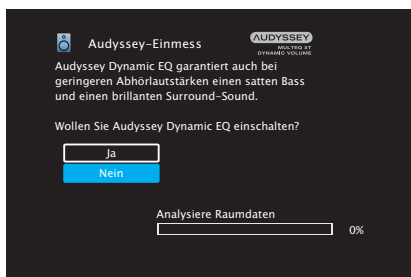 Audyssey-Einmess
AUDYSSEY
MULTEQ XT
DYNAMIC VOLUME
Audyssey Dynamic EQ garantiert auch bei
geringeren Abhörlautstärken einen satten Bass
und einen brillanten Surround-Sound.
Wollen Sie Audyssey Dynamic EQ einschalten?
Ja
Nein
Analysiere Raumdaten
0%